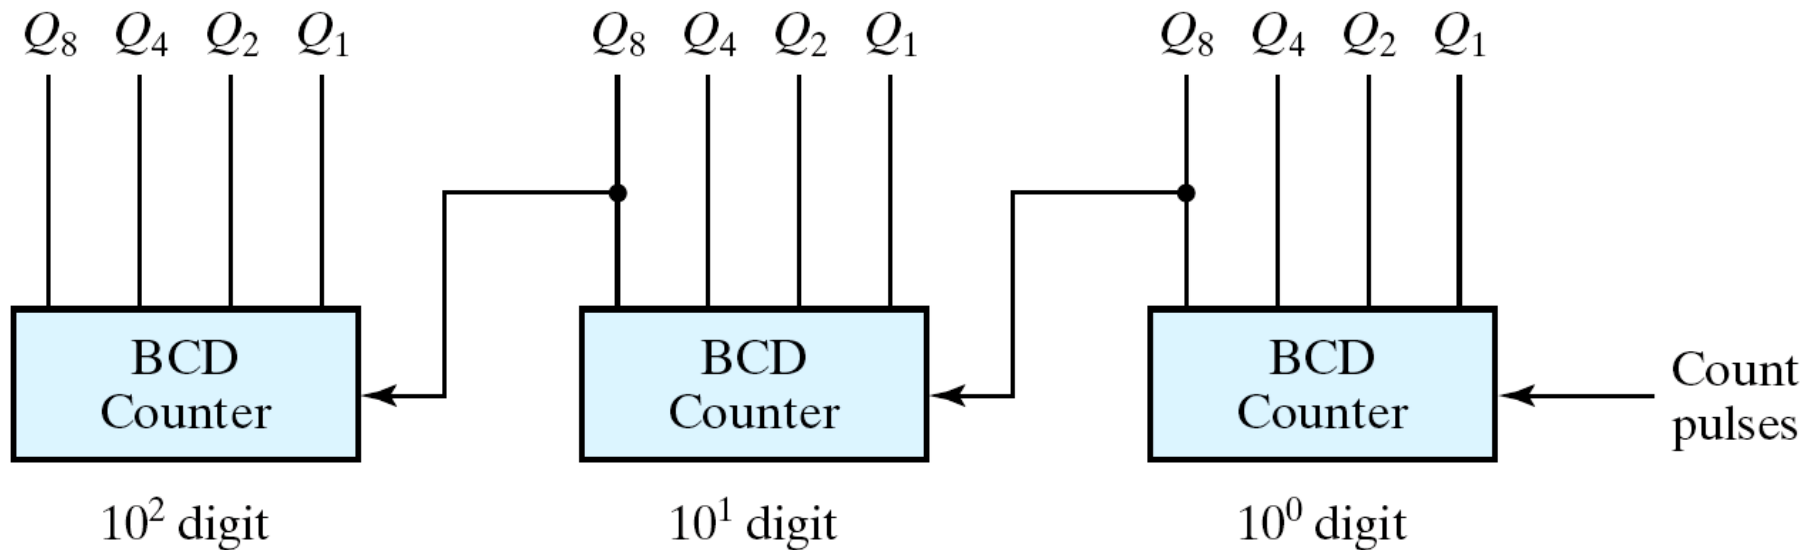 Q₈ Q₄ Q₂ Q₁ Q₈ Q₄ Q₂ Q₁ Q₈ Q₄ Q₂ Q₁
BCD
Counter
BCD
Counter
BCD
Counter
Count
pulses
10² digit
10¹ digit
10⁰ digit